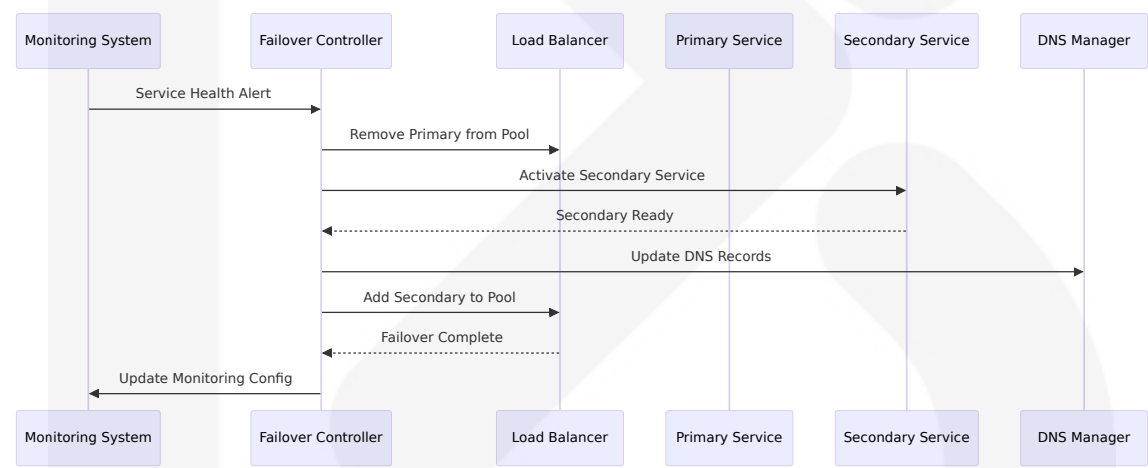 Monitoring System
Failover Controller
Load Balancer
Primary Service
Secondary Service
DNS Manager
Service Health Alert
Remove Primary from Pool
Activate Secondary Service
Secondary Ready
Update DNS Records
Add Secondary to Pool
Failover Complete
Update Monitoring Config
Monitoring System
Failover Controller
Load Balancer
Primary Service
Secondary Service
DNS Manager